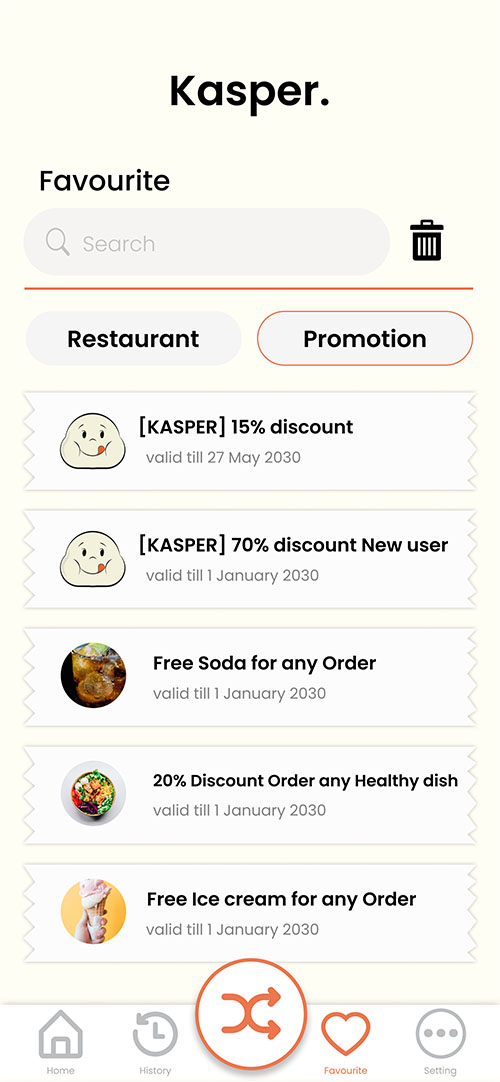 Kasper.
Favourite
Search
Restaurant
Promotion
[KASPER] 15% discount
valid till 27 May 2030
[KASPER] 70% discount New user
valid till 1 January 2030
Free Soda for any Order
valid till 1 January 2030
20% Discount Order any Healthy dish
valid till 1 January 2030
Free Ice cream for any Order
valid till 1 January 2030
Home
History
Favourite
Setting